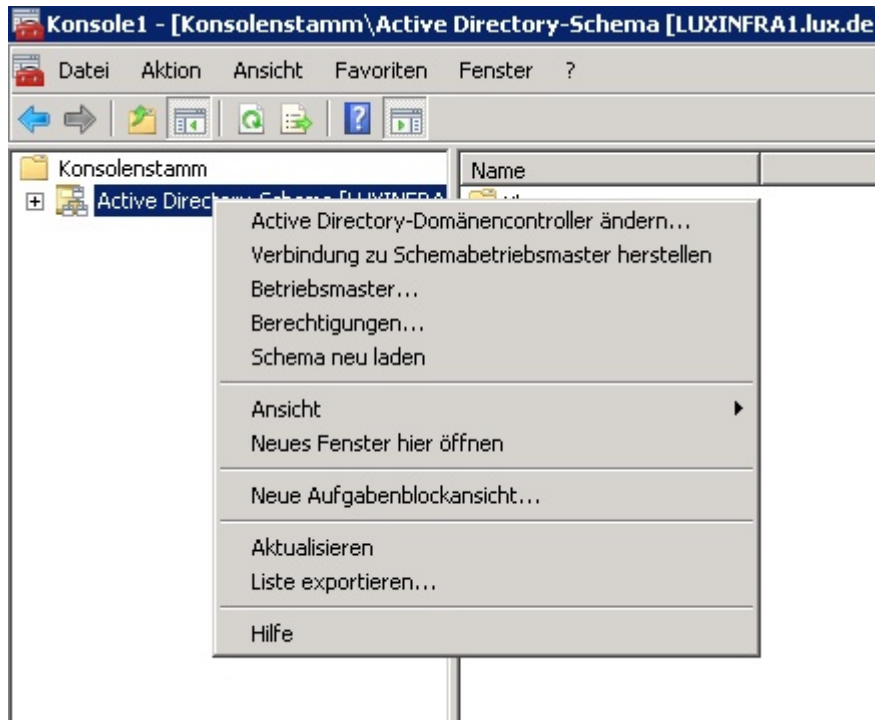 Konsole1 - [Konsolenstamm\Active Directory-Schema [LUXINFRA1.lux.de
Datei Aktion Ansicht Favoriten Fenster ?
Konsolenstamm
Name
Active Direc
Active Directory-Domänencontroller ändern...
Verbindung zu Schemabetriebsmaster herstellen
Betriebsmaster...
Berechtigungen...
Schema neu laden
Ansicht
Neues Fenster hier öffnen
Neue Aufgabenblockansicht...
Aktualisieren
Liste exportieren...
Hilfe